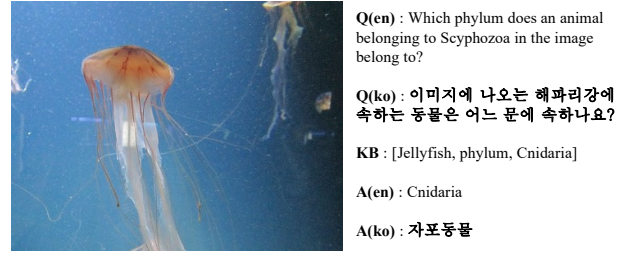 Q(en) : Which phylum does an animal
belonging to Scyphozoa in the image
belong to?
Q(ko) : 이미지에 나오는 해파리강에
속하는 동물은 어느 문에 속하나요?
KB : [Jellyfish, phylum, Cnidaria]
A(en) : Cnidaria
A(ko) : 자포동물